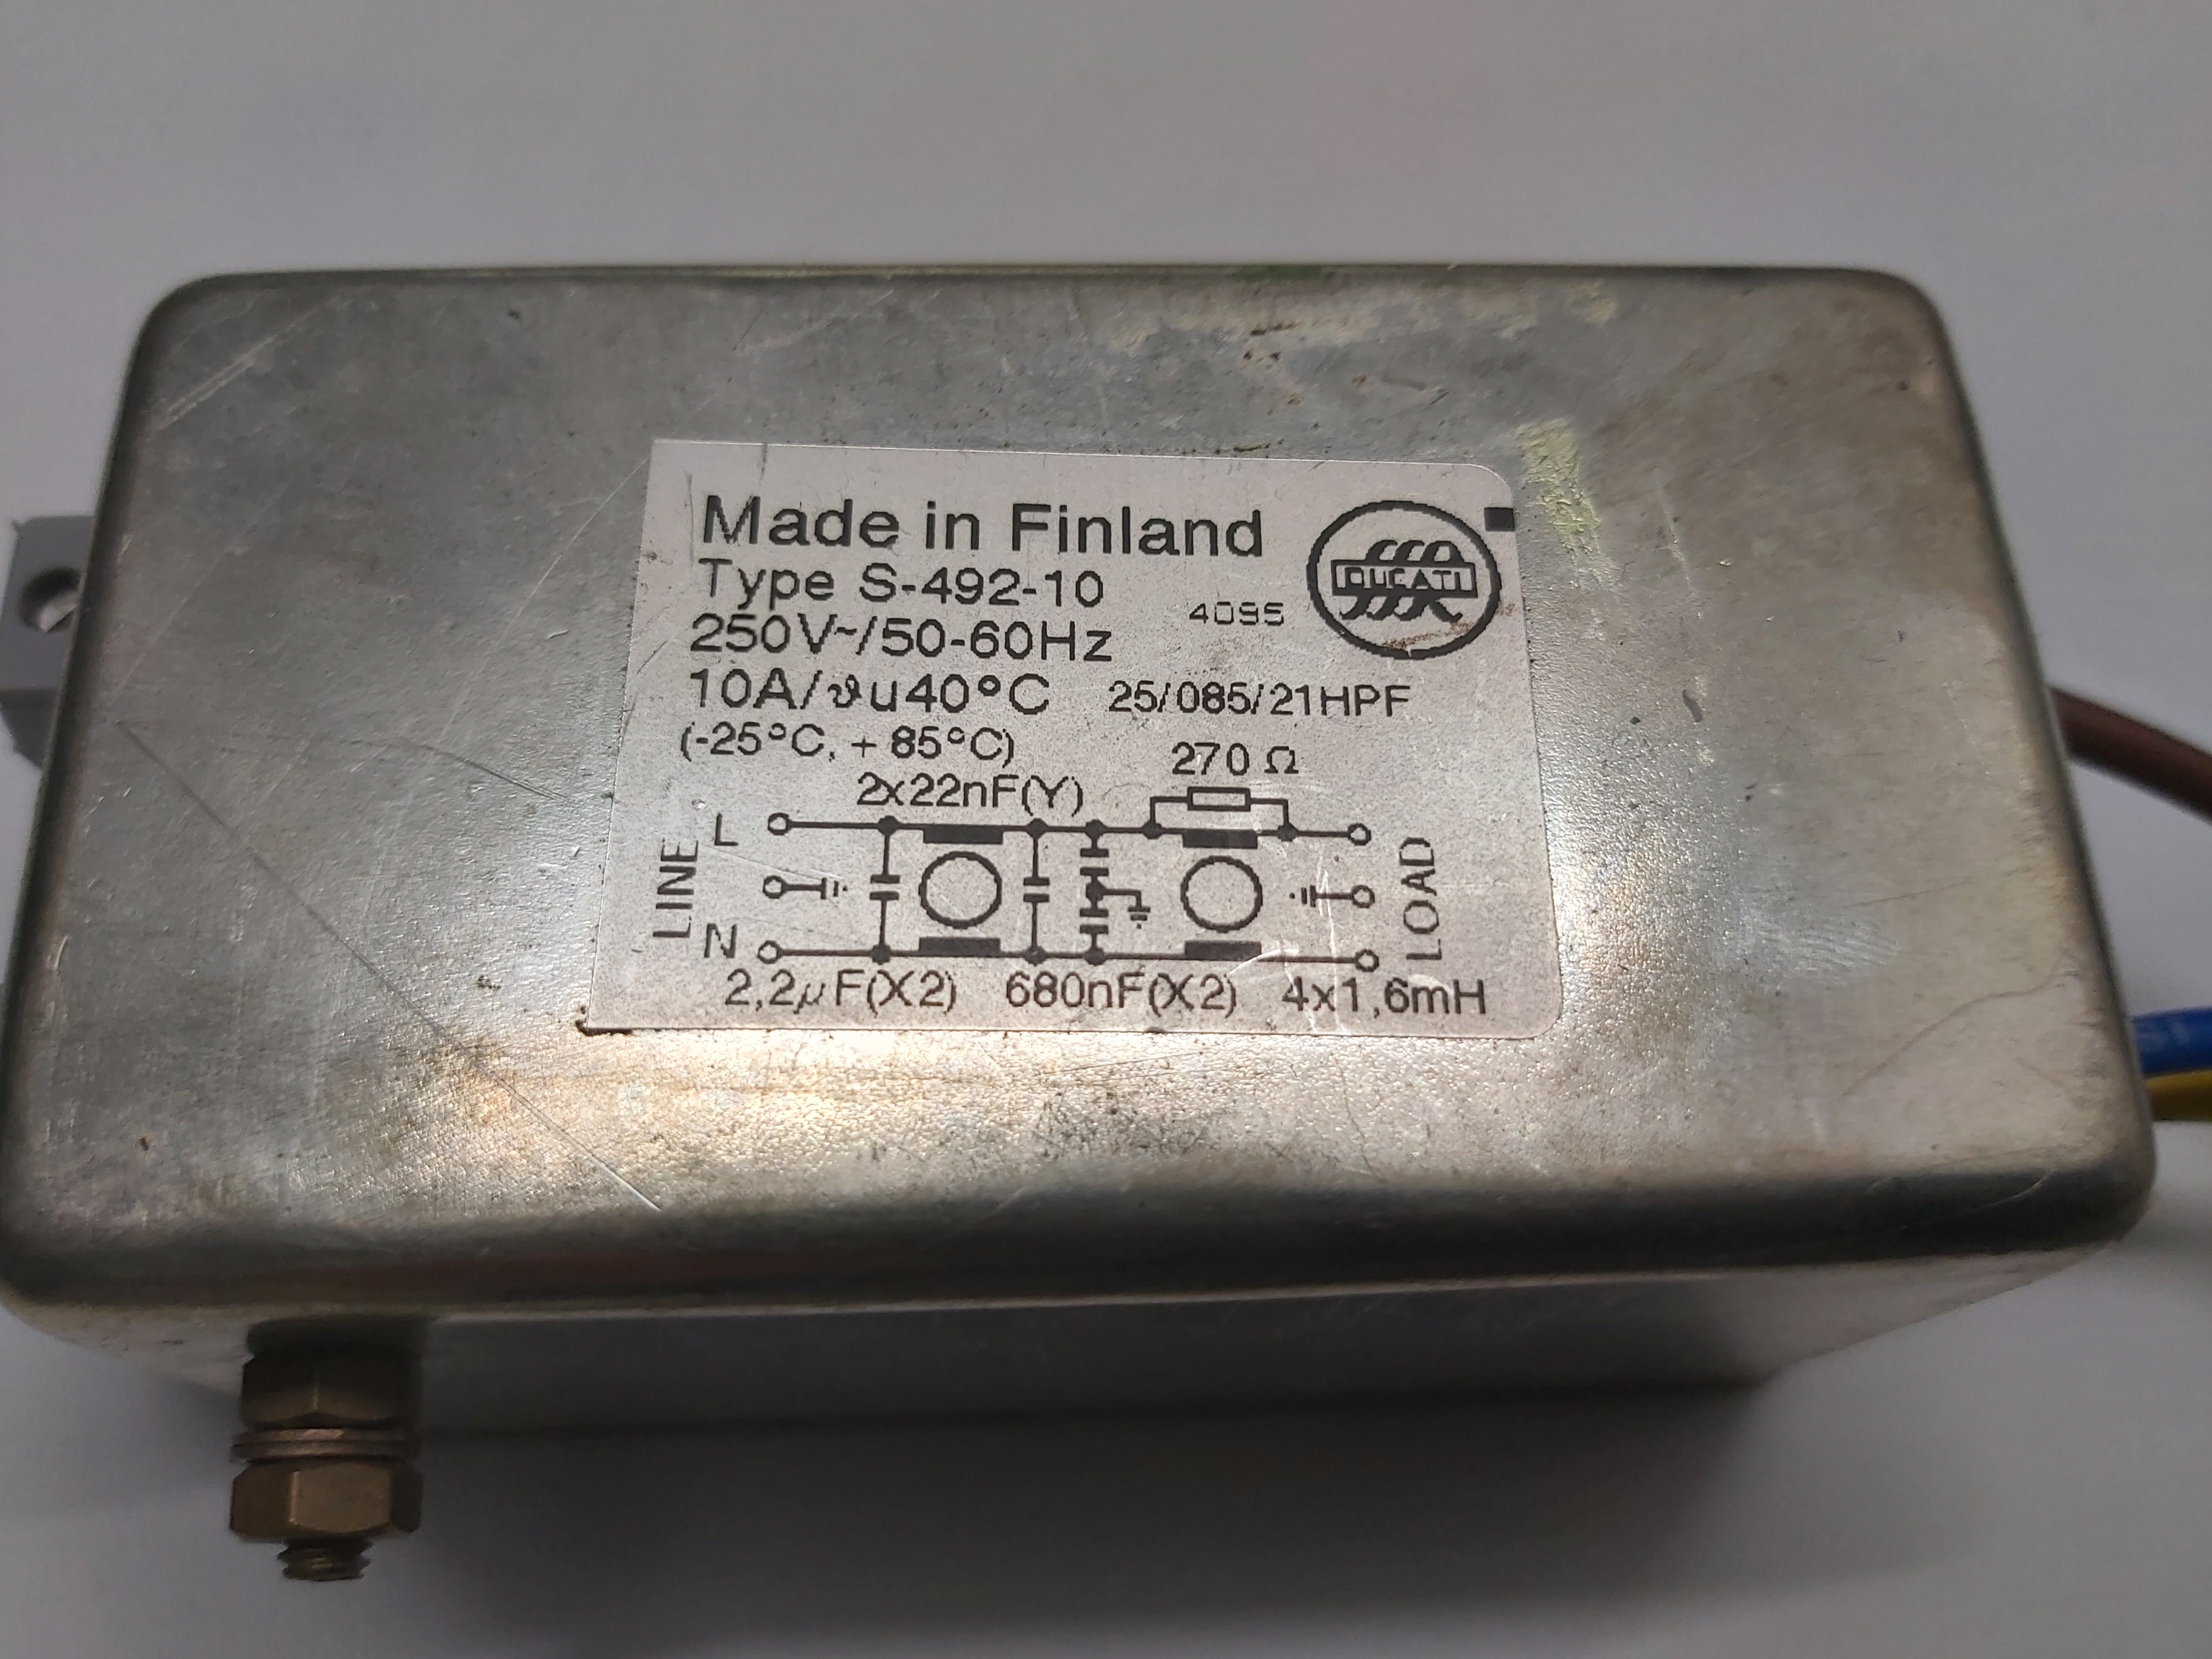 Made in Finland
Type S-492-10
4095
DUCATI
250V~/50-60Hz
10A/ϑu40°C 25/085/21HPF
(-25°C, + 85°C)
270 Ω
2x22nF(Y)
L
LINE
LOAD
N
2,2µF(X2) 680nF(X2) 4x1,6mH